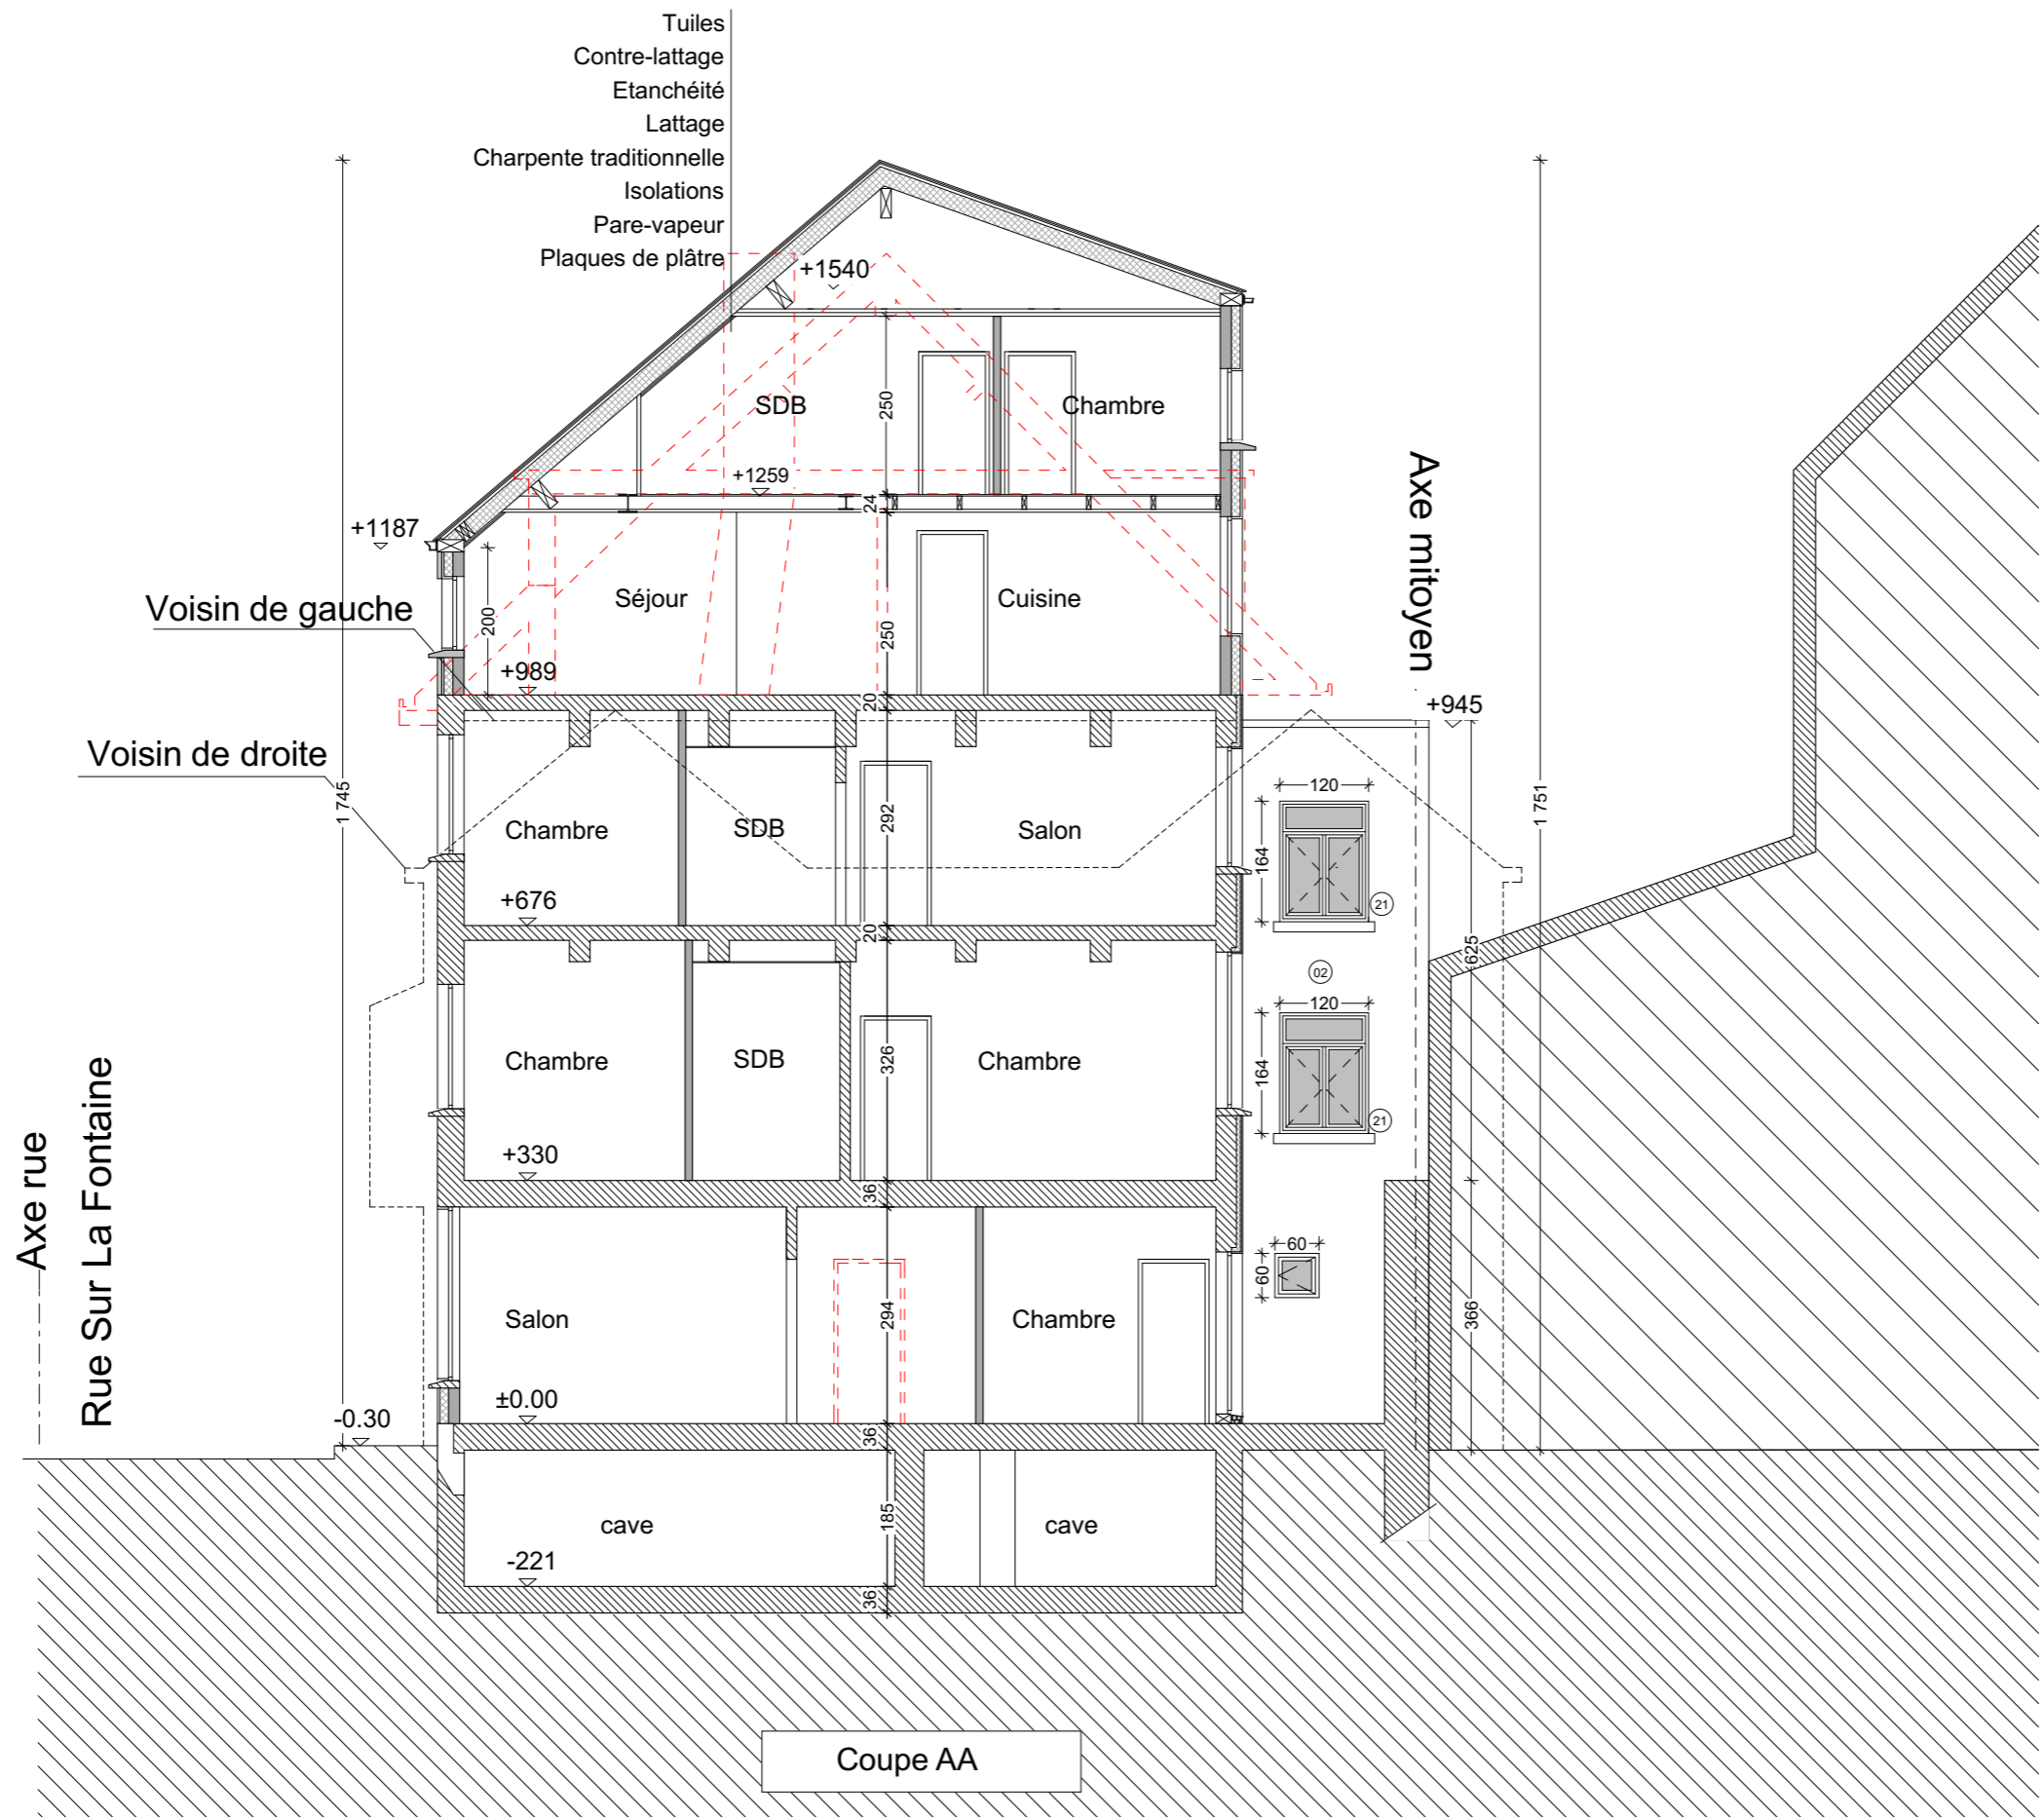 Tuiles
Contre-lattage
Etanchéité
Lattage
Charpente traditionnelle
Isolations
Pare-vapeur
Plaques de plâtre
+1540
SDB
250
Chambre
+1259
24
+1187
Séjour
Cuisine
200
250
Axe mitoyen
Voisin de gauche
+989
20
+945
Voisin de droite
1 745
1 751
120
Chambre
SDB
292
Salon
164
21
+676
20
625
02
120
Chambre
SDB
326
Chambre
164
21
Axe rue
Rue Sur La Fontaine
+330
36
60
60
Salon
294
Chambre
366
±0.00
-0.30
36
cave
185
cave
-221
36
Coupe AA